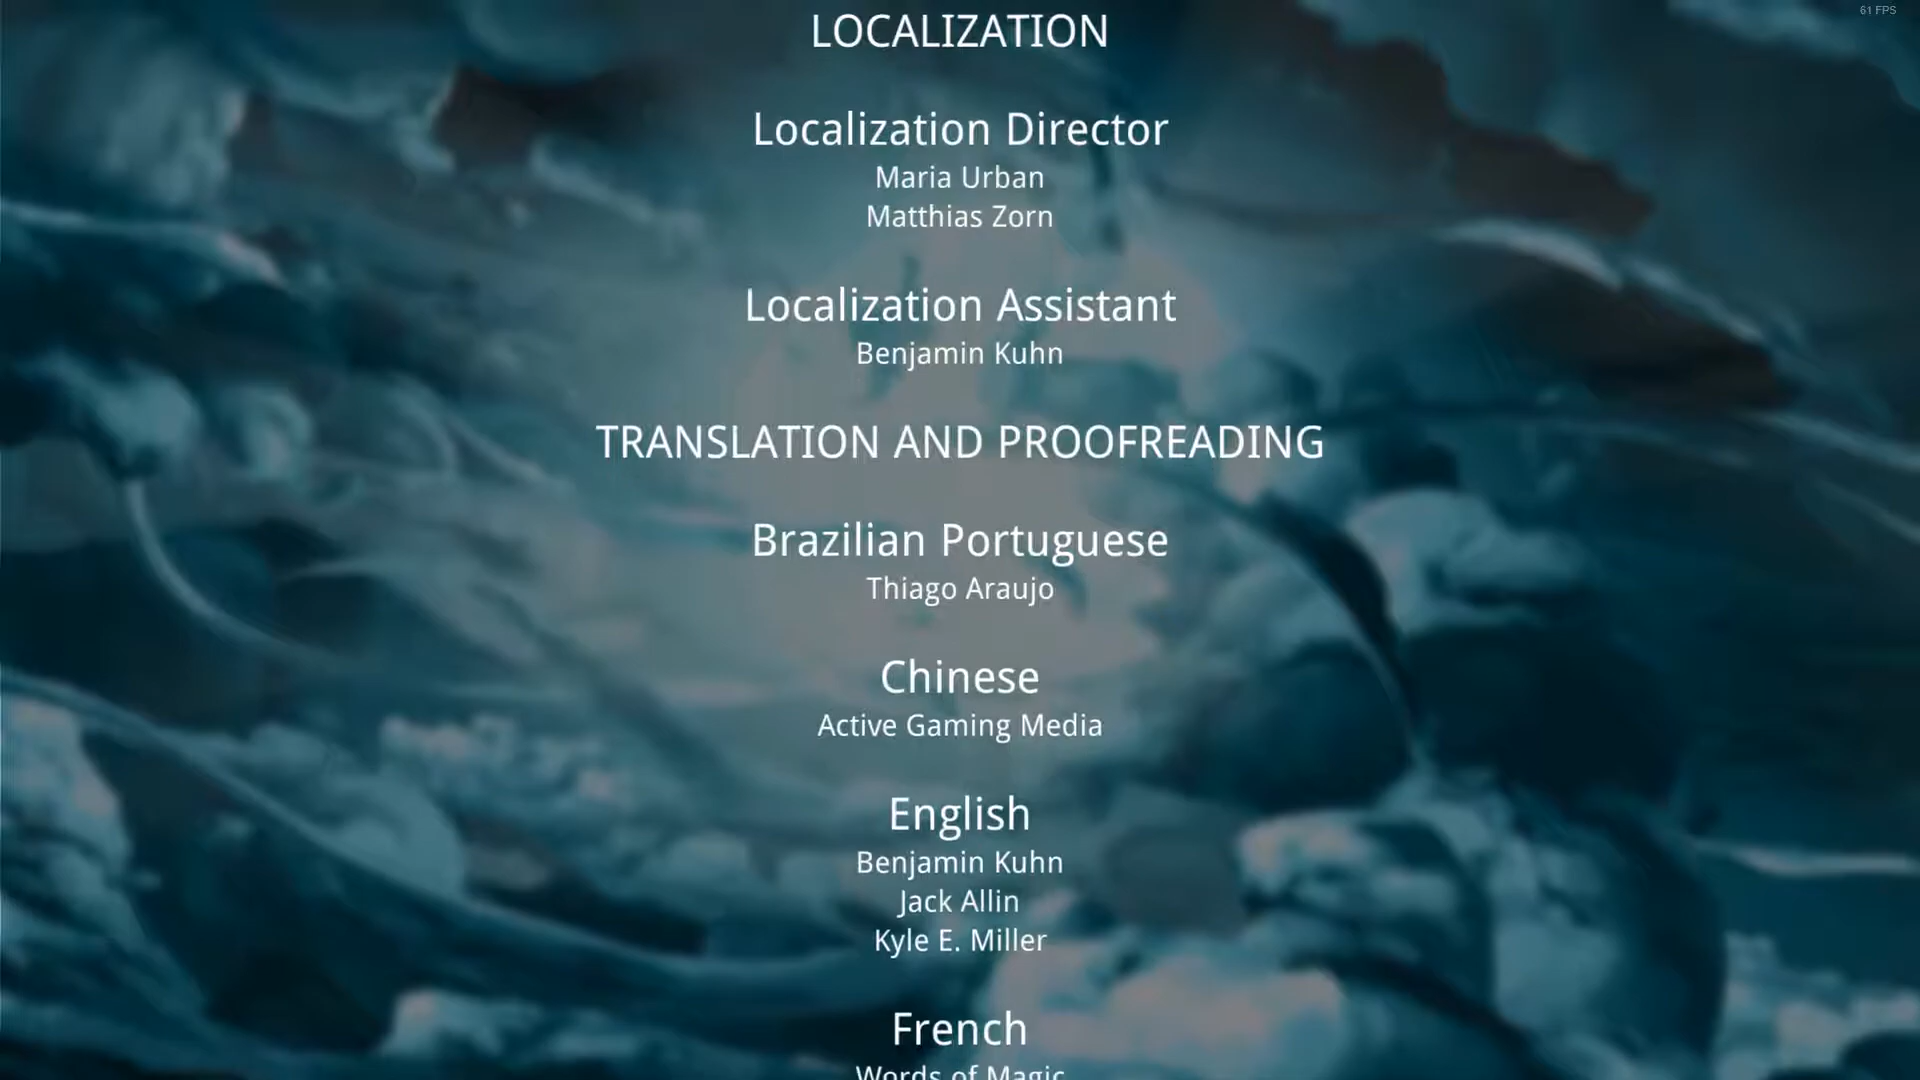 61 FPS
LOCALIZATION
Localization Director
Maria Urban
Matthias Zorn
Localization Assistant
Benjamin Kuhn
TRANSLATION AND PROOFREADING
Brazilian Portuguese
Thiago Araujo
Chinese
Active Gaming Media
English
Benjamin Kuhn
Jack Allin
Kyle E. Miller
French
Words of Magic